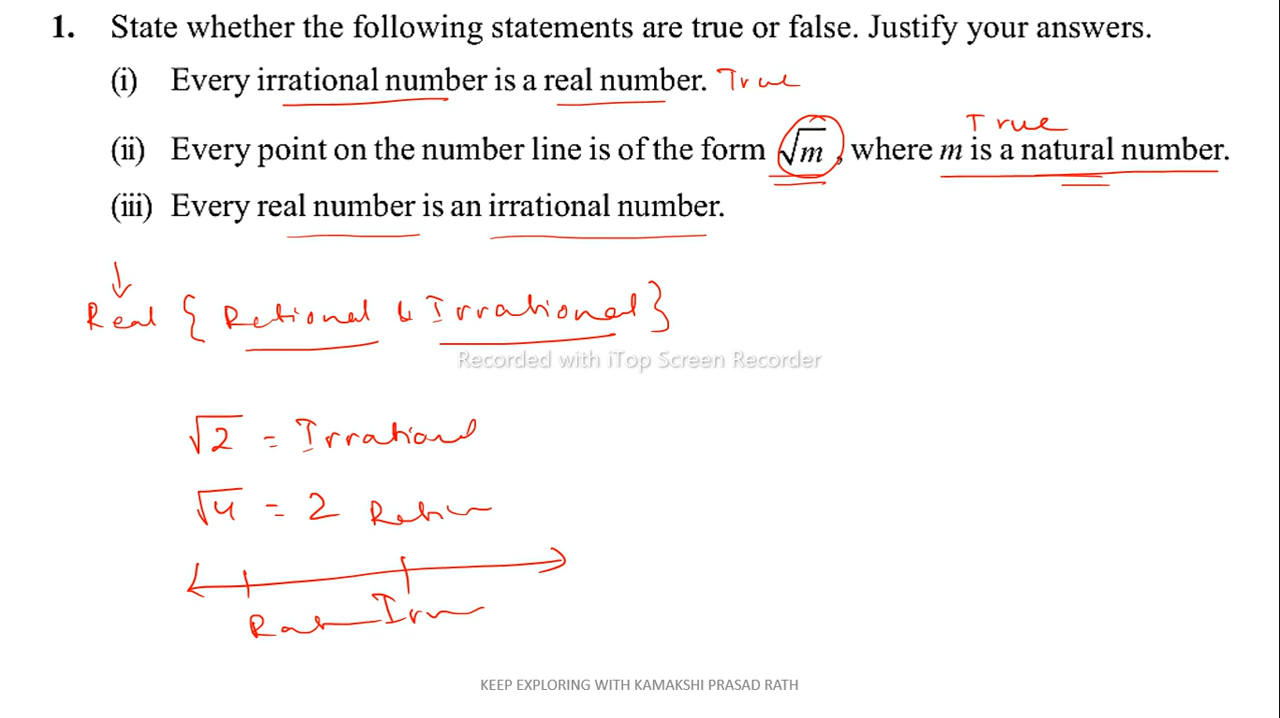 1. State whether the following statements are true or false. Justify your answers.
(i) Every irrational number is a real number. True
True
(ii) Every point on the number line is of the form √m , where m is a natural number.
(iii) Every real number is an irrational number.
Real { Rational & Irrational }
Recorded with iTop Screen Recorder
√2 = Irrational
√4 = 2
KEEP EXPLORING WITH KAMAKSHI PRASAD RATH